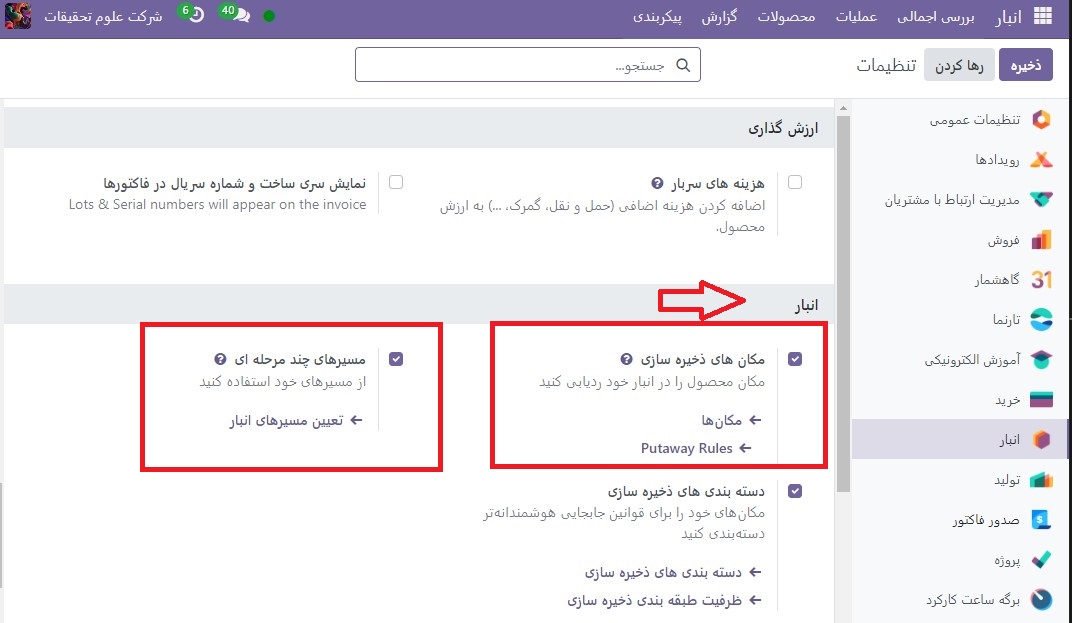 انبار
بررسی اجمالی
عملیات
محصولات
گزارش
پیکربندی
40
6
شرکت علوم تحقیقات
ذخیره
رها کردن
تنظیمات
جستجو...
تنظیمات عمومی
رویدادها
مدیریت ارتباط با مشتریان
فروش
31
گاهشمار
تارنما
آموزش الکترونیکی
خرید
انبار
تولید
$
صدور فاکتور
پروژه
برگه ساعت کارکرد
ارزش گذاری
هزینه های سربار ?
اضافه کردن هزینه اضافی (حمل و نقل، گمرک، ...) به ارزش
محصول.
نمایش سری ساخت و شماره سریال در فاکتورها
Lots & Serial numbers will appear on the invoice
انبار
مکان های ذخیره سازی ?
مکان محصول را در انبار خود ردیابی کنید
مکان‌ها
Putaway Rules
مسیرهای چند مرحله ای ?
از مسیرهای خود استفاده کنید
تعیین مسیرهای انبار
دسته بندی های ذخیره سازی
مکان‌های خود را برای قوانین جابجایی هوشمندانه‌تر
دسته‌بندی کنید
دسته بندی های ذخیره سازی
ظرفیت طبقه بندی ذخیره سازی